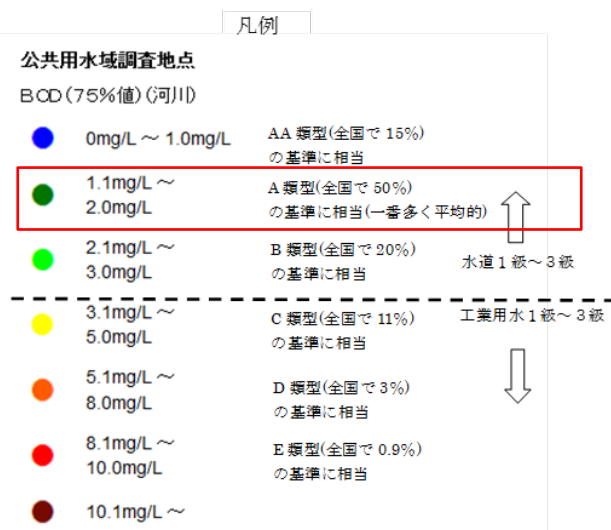 凡例
公共用水域調査地点
BOD(75%値)(河川)
0mg/L ～ 1.0mg/L
AA 類型(全国で 15%)
の基準に相当
1.1mg/L ～
2.0mg/L
A 類型(全国で 50%)
の基準に相当(一番多く平均的)
2.1mg/L ～
3.0mg/L
B 類型(全国で 20%)
の基準に相当
水道 1 級～ 3 級
3.1mg/L ～
5.0mg/L
C 類型(全国で 11%)
の基準に相当
工業用水 1 級～ 3 級
5.1mg/L ～
8.0mg/L
D 類型(全国で 3%)
の基準に相当
8.1mg/L ～
10.0mg/L
E 類型(全国で 0.9%)
の基準に相当
10.1mg/L ～